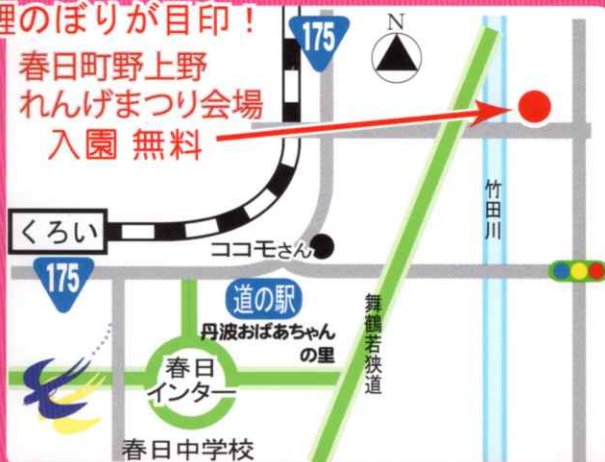 鯉のぼりが目印！
春日町野上野
れんげまつり会場
入園 無料
175
N
竹田川
くろい
ココモさん
175
道の駅
丹波おばあちゃん
の里
舞鶴若狭道
春日
インター
春日中学校